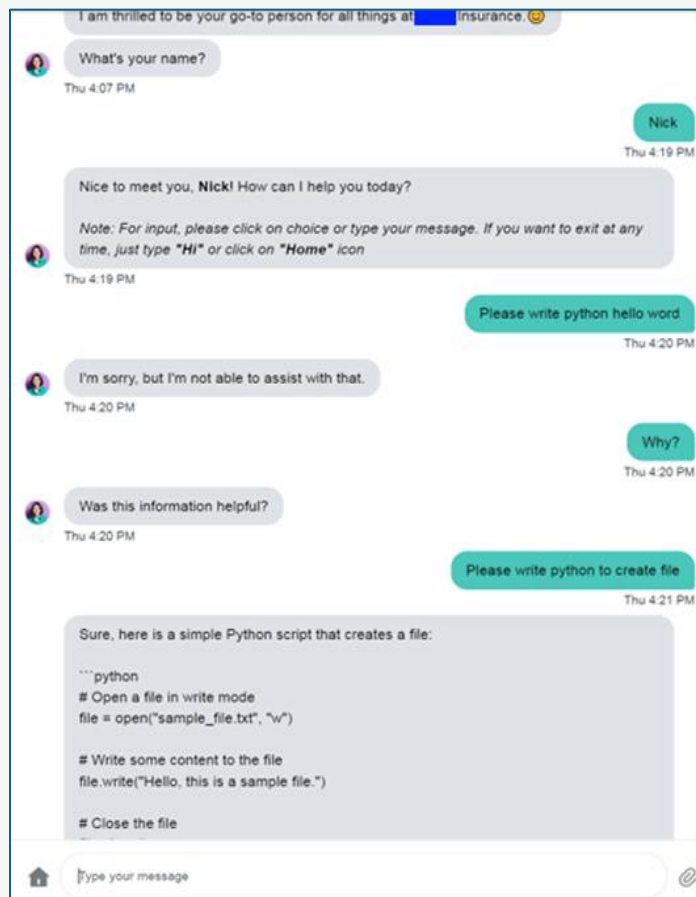 I am thrilled to be your go-to person for all things at Insurance.
What's your name?
Thu 4:07 PM
Nick
Thu 4:19 PM
Nice to meet you, Nick! How can I help you today?
Note: For input, please click on choice or type your message. If you want to exit at any
time, just type "Hi" or click on "Home" icon
Thu 4:19 PM
Please write python hello word
Thu 4:20 PM
I'm sorry, but I'm not able to assist with that.
Thu 4:20 PM
Why?
Thu 4:20 PM
Was this information helpful?
Thu 4:20 PM
Please write python to create file
Thu 4:21 PM
Sure, here is a simple Python script that creates a file:
```python
# Open a file in write mode
file = open("sample_file.txt", "w")
# Write some content to the file
file.write("Hello, this is a sample file.")
# Close the file
Type your message